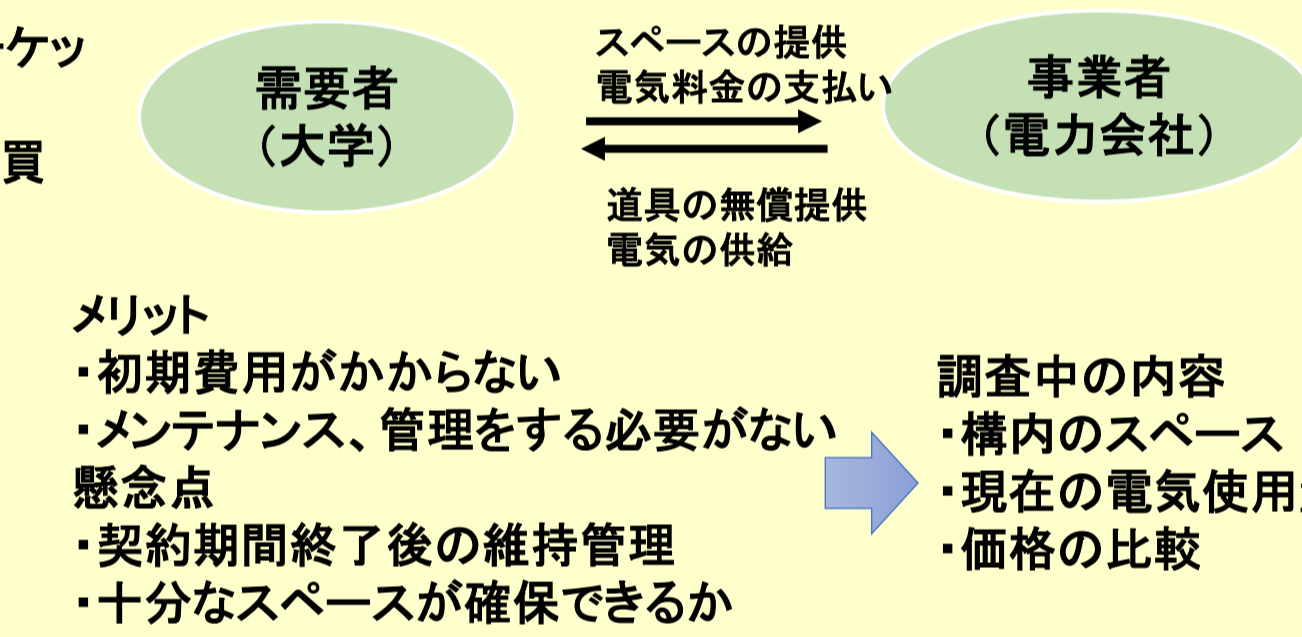 ーケッ
買
需要者
（大学）
スペースの提供
電気料金の支払い
事業者
（電力会社）
道具の無償提供
電気の供給
メリット
・初期費用がかからない
・メンテナンス、管理をする必要がない
懸念点
・契約期間終了後の維持管理
・十分なスペースが確保できるか
調査中の内容
・構内のスペース
・現在の電気使用
・価格の比較